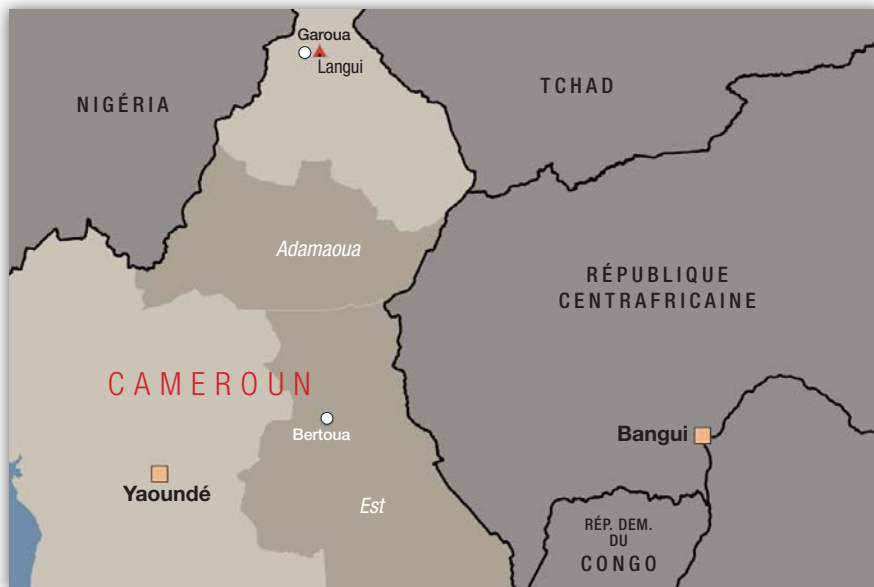 Garoua
Langui
NIGÉRIA
TCHAD
Adamaoua
RÉPUBLIQUE
CENTRAFRICAINE
CAMEROUN
Bertoua
Bangui
Yaoundé
Est
RÉP. DEM.
DU
CONGO